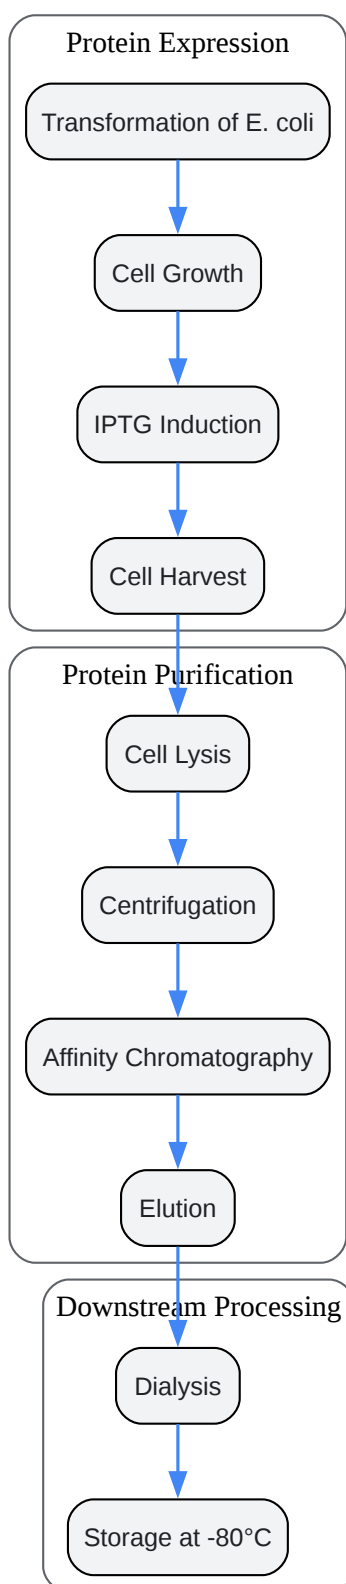 Protein Expression
Transformation of E. coli
Cell Growth
IPTG Induction
Cell Harvest
Protein Purification
Cell Lysis
Centrifugation
Affinity Chromatography
Elution
Downstream Processing
Dialysis
Storage at -80°C